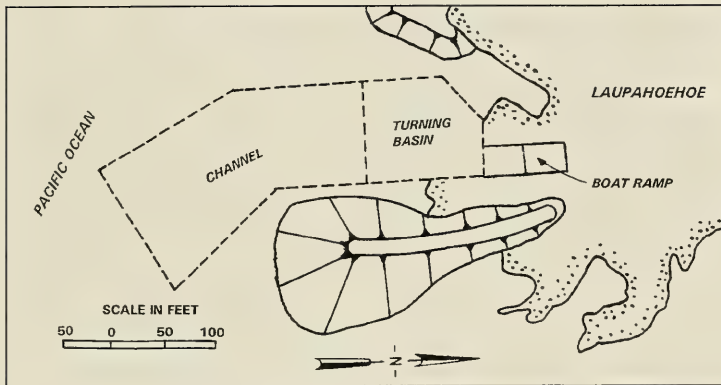 LAUPAHOEHOE
PACIFIC OCEAN
CHANNEL
TURNING
BASIN
BOAT RAMP
SCALE IN FEET
50 0 50 100
N